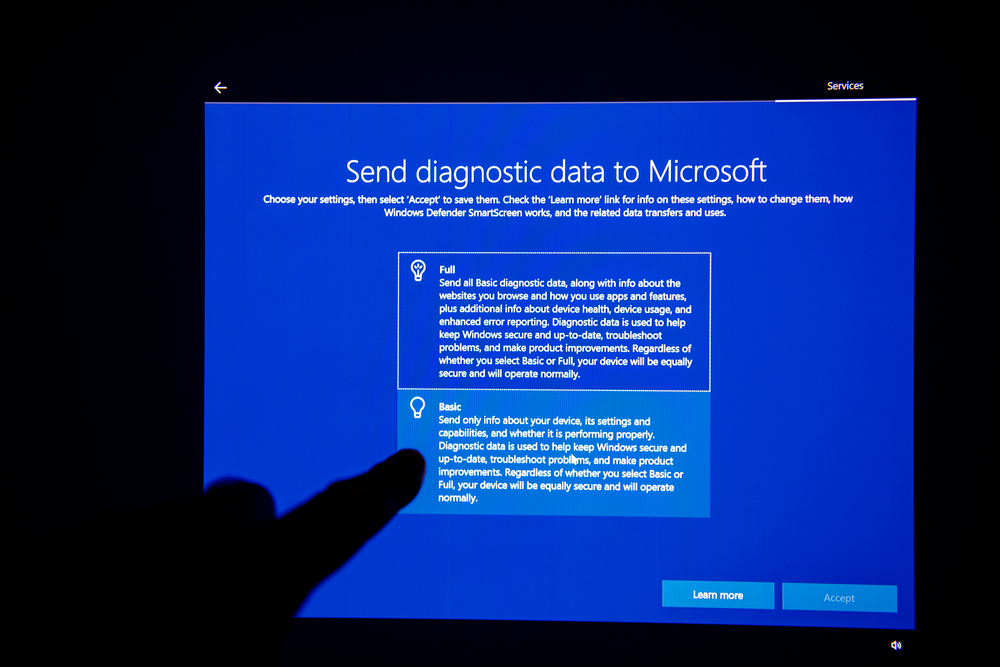 Services
Send diagnostic data to Microsoft
Choose your settings, then select 'Accept' to save them. Check the 'Learn more' link for info on these settings, how to change them, how
Windows Defender SmartScreen works, and the related data transfers and uses.
Full
Send all Basic diagnostic data, along with info about the
websites you browse and how you use apps and features,
plus additional info about device health, device usage, and
enhanced error reporting. Diagnostic data is used to help
keep Windows secure and up-to-date, troubleshoot
problems, and make product improvements. Regardless of
whether you select Basic or Full, your device will be equally
secure and will operate normally.
Basic
Send only info about your device, its settings and
capabilities, and whether it is performing properly.
Diagnostic data is used to help keep Windows secure and
up-to-date, troubleshoot problems, and make product
improvements. Regardless of whether you select Basic or
Full, your device will be equally secure and will operate
normally.
Learn more
Accept